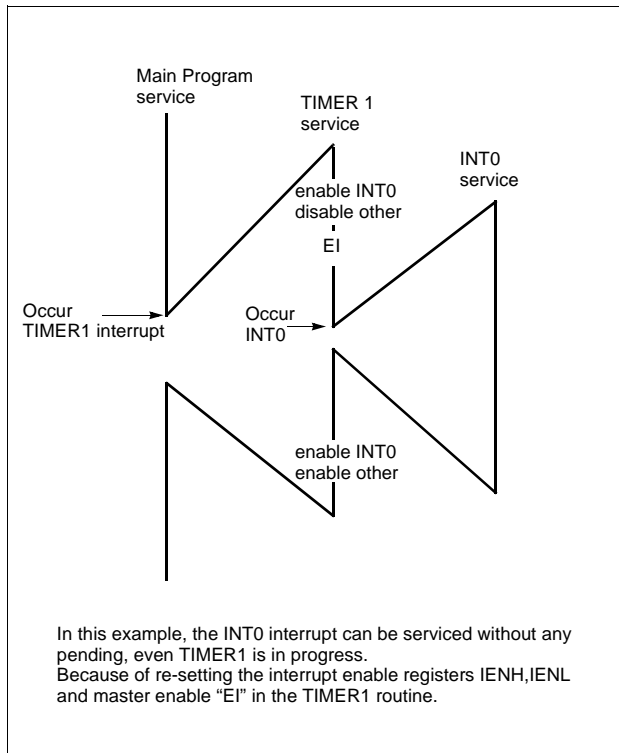 Main Program
service
TIMER 1
service
INT0
service
enable INT0
disable other
EI
Occur
TIMER1 interrupt
Occur
INT0
enable INT0
enable other
In this example, the INT0 interrupt can be serviced without any
pending, even TIMER1 is in progress.
Because of re-setting the interrupt enable registers IENH,IENL
and master enable “EI” in the TIMER1 routine.